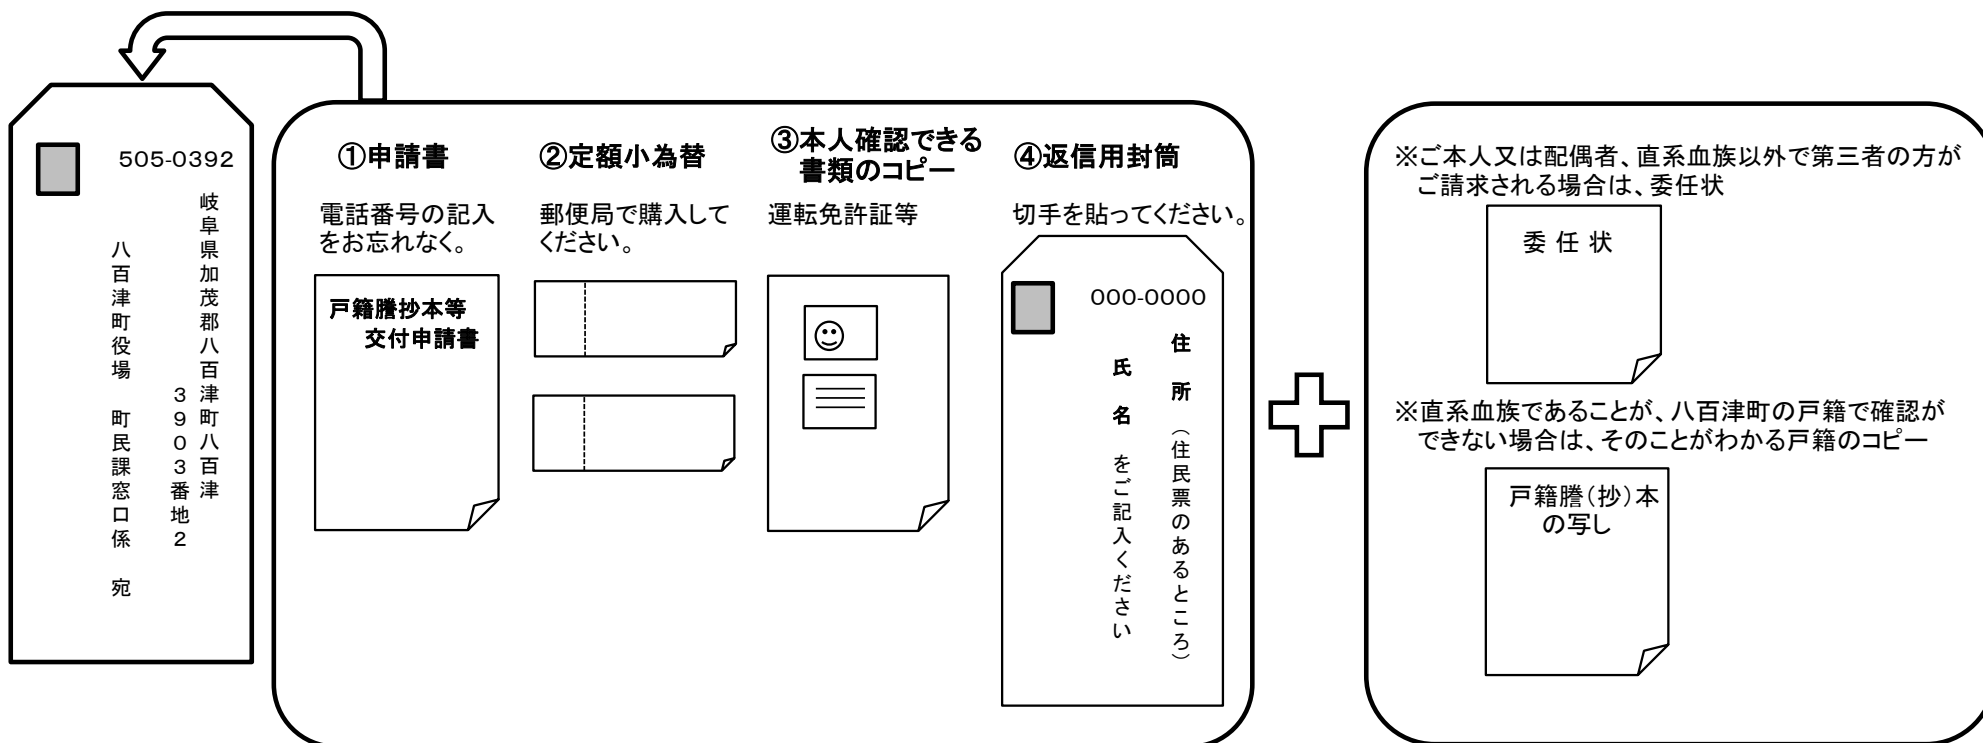 505-0392
岐阜県加茂郡八百津町八百津
3903番地2
八百津町役場 町民課窓口係 宛
①申請書
電話番号の記入
をお忘れなく。
戸籍謄抄本等
交付申請書
②定額小為替
郵便局で購入して
ください。
③本人確認できる
書類のコピー
運転免許証等
④返信用封筒
切手を貼ってください。
000-0000
住所(住民票のあるところ)
氏名をご記入ください
※ご本人又は配偶者、直系血族以外で第三者の方が
ご請求される場合は、委任状
委任状
※直系血族であることが、八百津町の戸籍で確認が
できない場合は、そのことがわかる戸籍のコピー
戸籍謄(抄)本
の写し